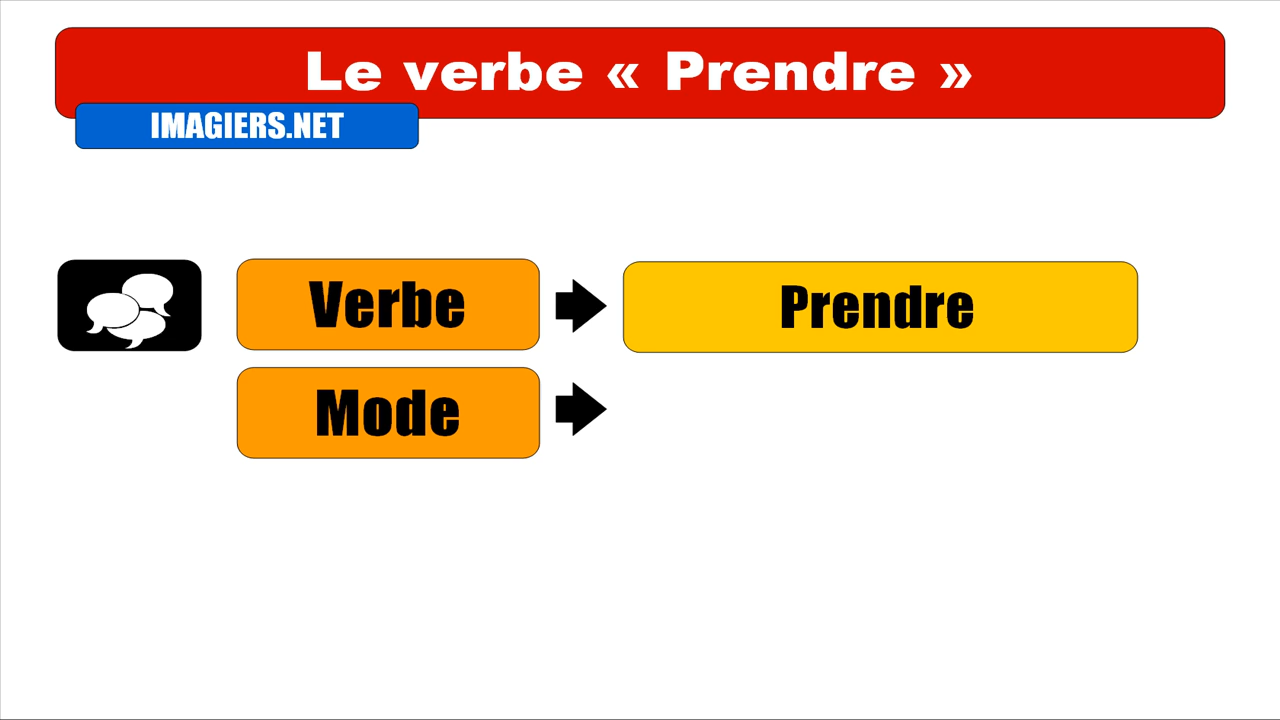 Le verbe « Prendre »
IMAGIERS.NET
Verbe
Prendre
Mode